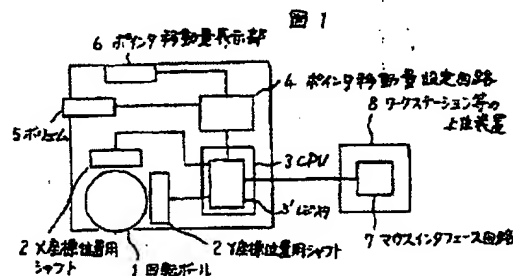 図1
6 ポインタ移動量表示部
4 ポインタ移動量設定回路
8 ワークステーション等の
上位装置
5 ボリューム
3 CPU
3' レジスタ
7 マウスインタフェース回路
2 X座標位置用
シャフト
2 Y座標位置用シャフト
1 回転ボール